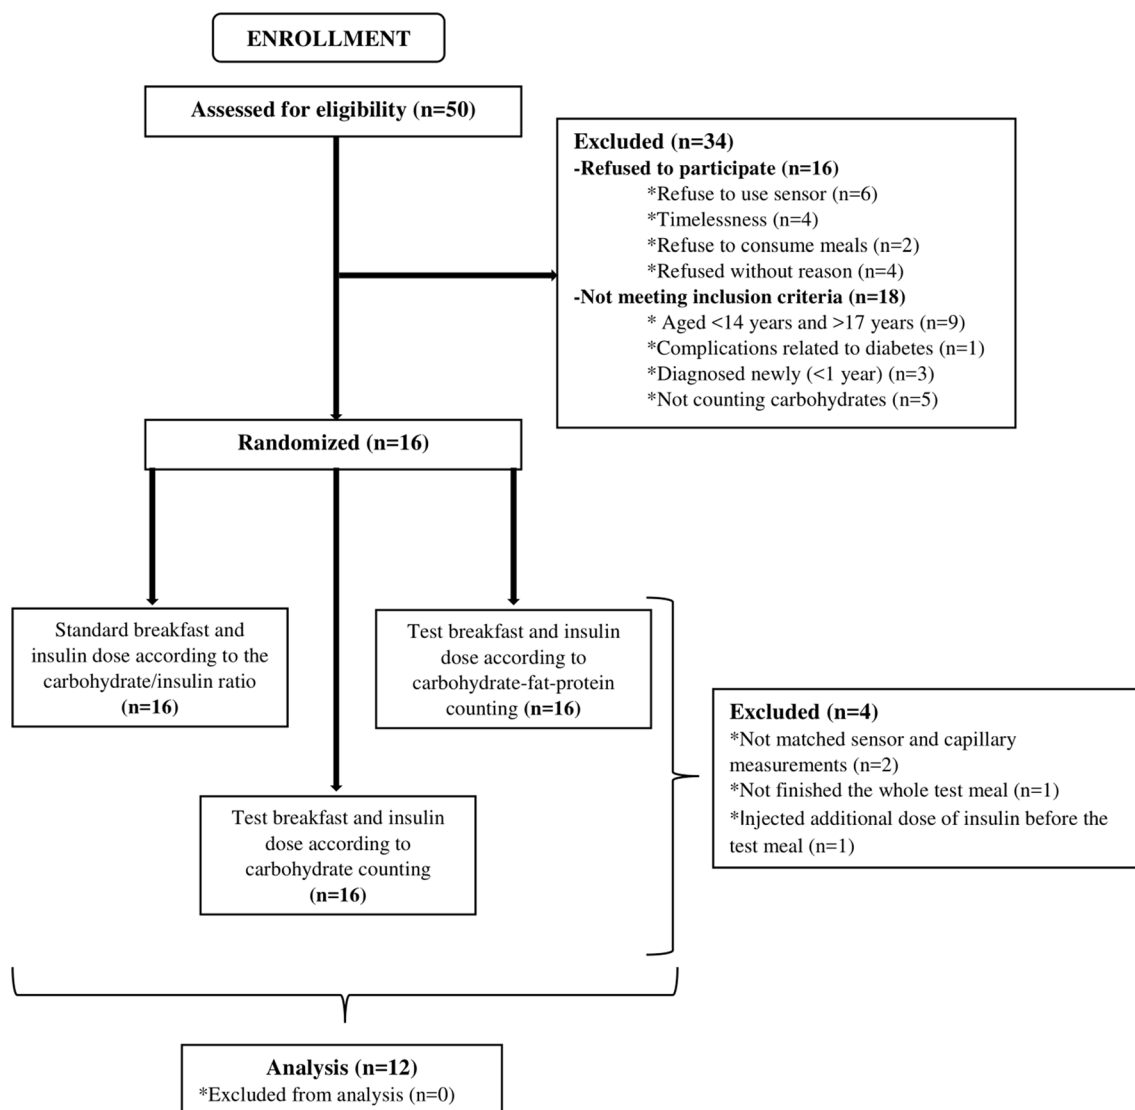 ENROLLMENT
Assessed for eligibility (n=50)
Excluded (n=34)
-Refused to participate (n=16)
*Refuse to use sensor (n=6)
*Timelessness (n=4)
*Refuse to consume meals (n=2)
*Refused without reason (n=4)
-Not meeting inclusion criteria (n=18)
* Aged <14 years and >17 years (n=9)
*Complications related to diabetes (n=1)
*Diagnosed newly (<1 year) (n=3)
*Not counting carbohydrates (n=5)
Randomized (n=16)
Standard breakfast and
insulin dose according to the
carbohydrate/insulin ratio
(n=16)
Test breakfast and insulin
dose according to
carbohydrate-fat-protein
counting (n=16)
Test breakfast and insulin
dose according to
carbohydrate counting
(n=16)
Excluded (n=4)
*Not matched sensor and capillary
measurements (n=2)
*Not finished the whole test meal (n=1)
*Injected additional dose of insulin before the
test meal (n=1)
Analysis (n=12)
*Excluded from analysis (n=0)